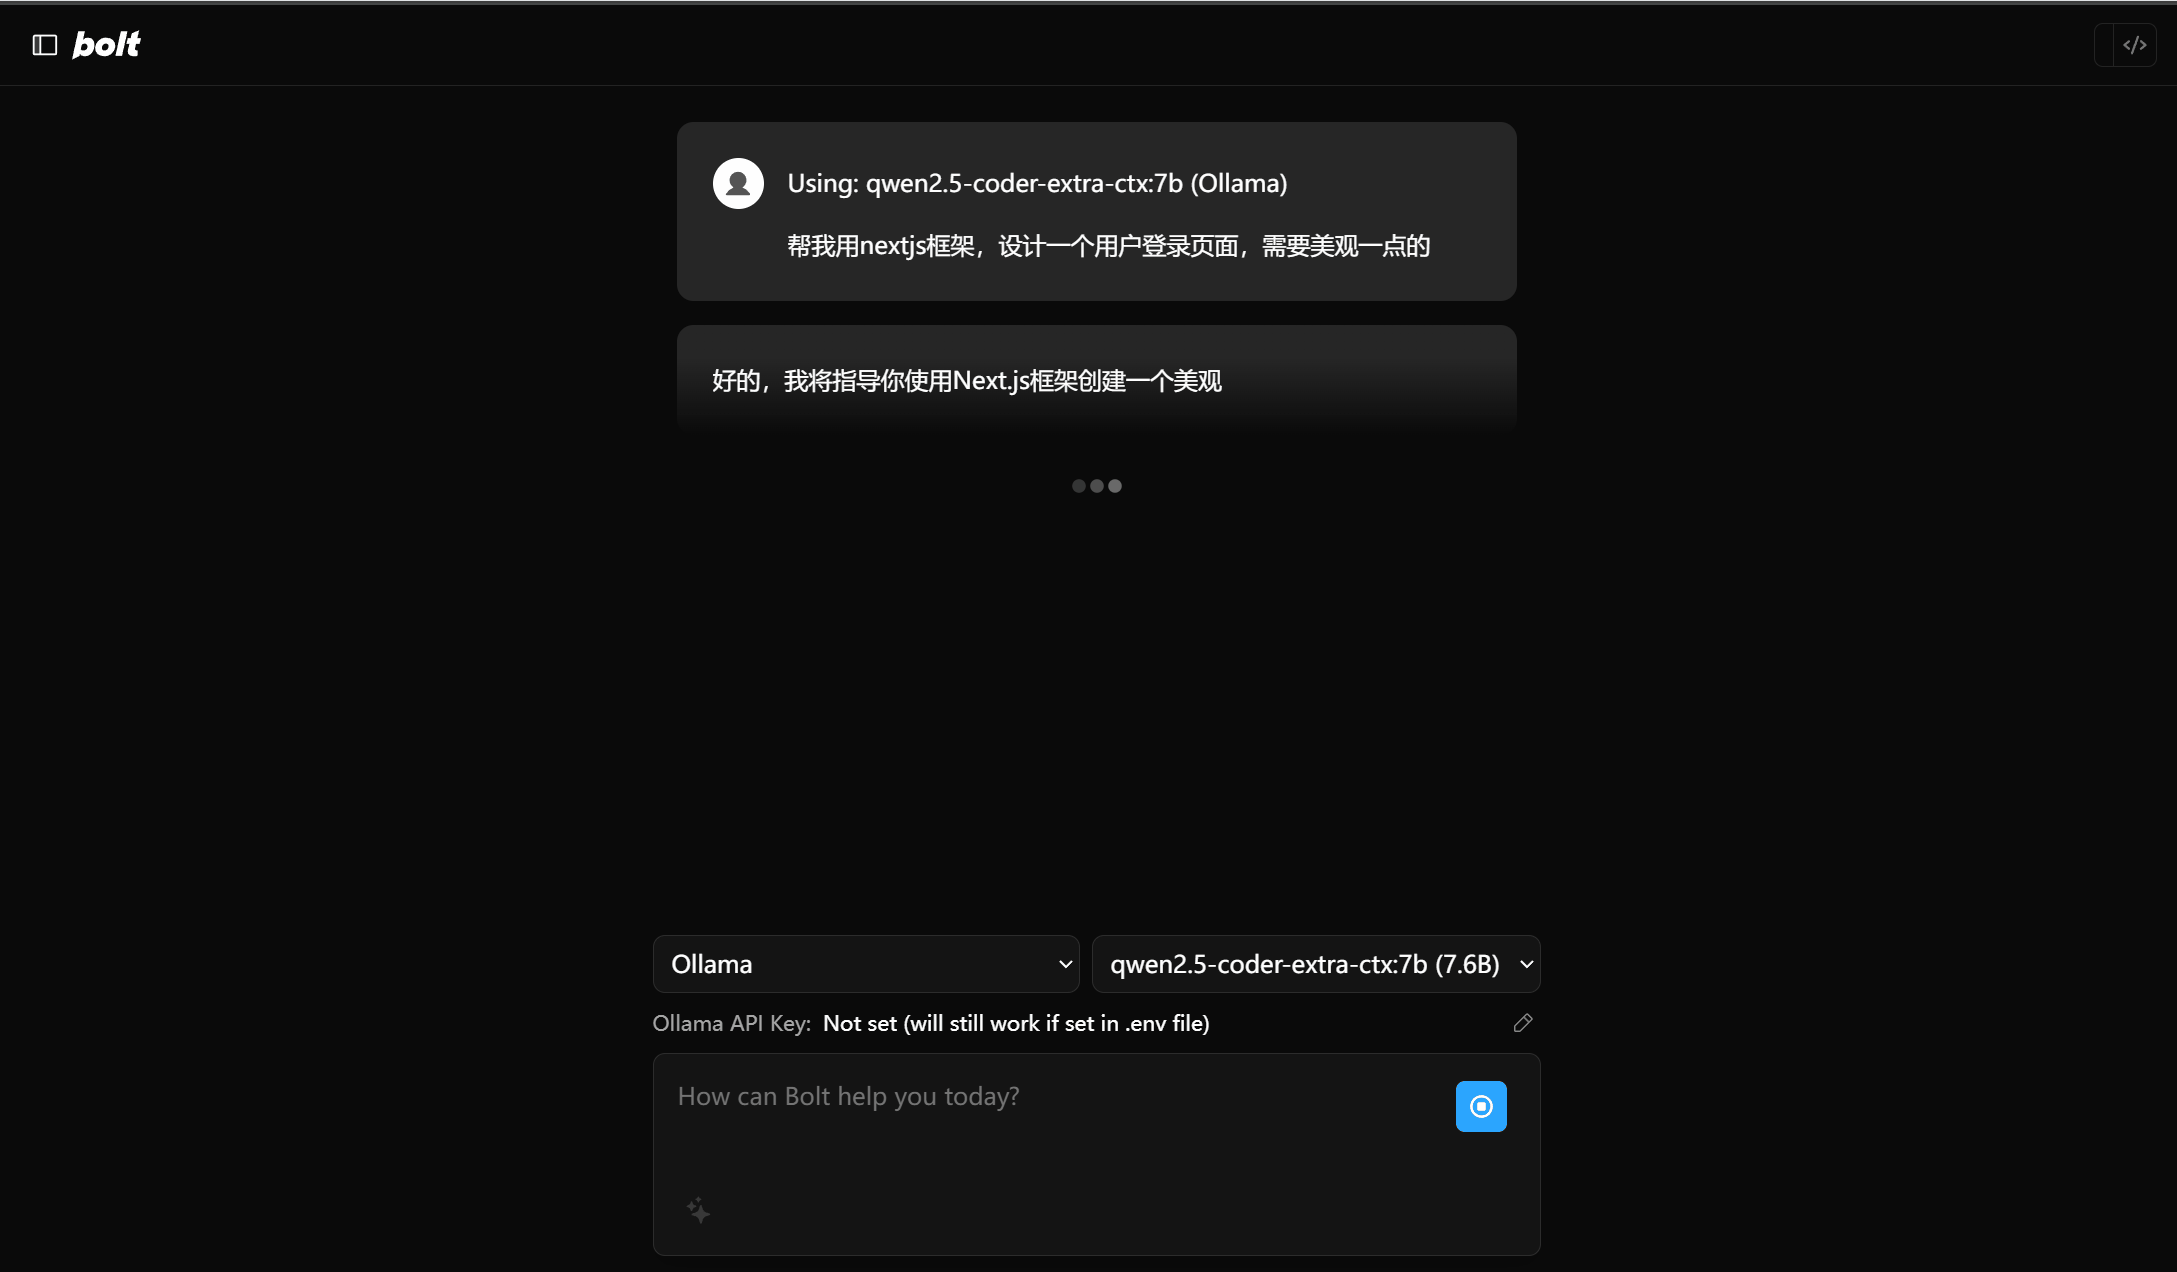 bolt
</>
Using: qwen2.5-coder-extra-ctx:7b (Ollama)
帮我用nextjs框架，设计一个用户登录页面，需要美观一点的
好的，我将指导你使用Next.js框架创建一个美观
Ollama
qwen2.5-coder-extra-ctx:7b (7.6B)
Ollama API Key: Not set (will still work if set in .env file)
How can Bolt help you today?